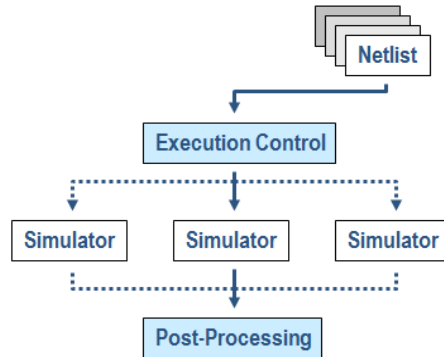 Netlist
Execution Control
Simulator Simulator Simulator
Post-Processing